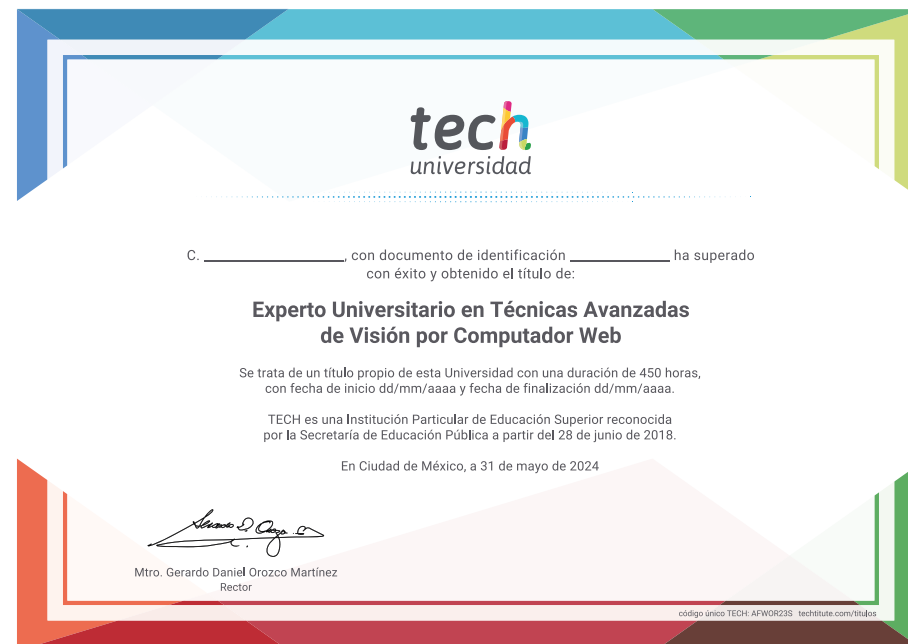 tech
universidad
C. ____________, con documento de identificación ____________ ha superado
con éxito y obtenido el título de:
Experto Universitario en Técnicas Avanzadas
de Visión por Computador Web
Se trata de un título propio de esta Universidad con una duración de 450 horas,
con fecha de inicio dd/mm/aaaa y fecha de finalización dd/mm/aaaa.
TECH es una Institución Particular de Educación Superior reconocida
por la Secretaría de Educación Pública a partir del 28 de junio de 2018.
En Ciudad de México, a 31 de mayo de 2024
Mtro. Gerardo Daniel Orozco Martínez
Rector
código único TECH: AFWOR23S techtitute.com/titulos